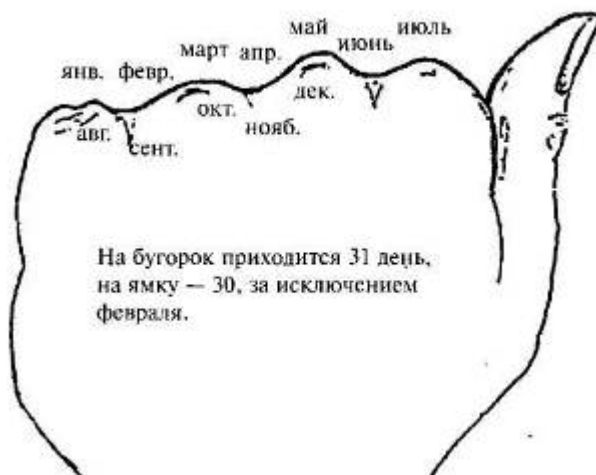 май
март апр. июнь июль
янв. февр.
авг. сент. окт. нояб. дек.
На бугорок приходится 31 день,
на ямку — 30, за исключением
февраля.